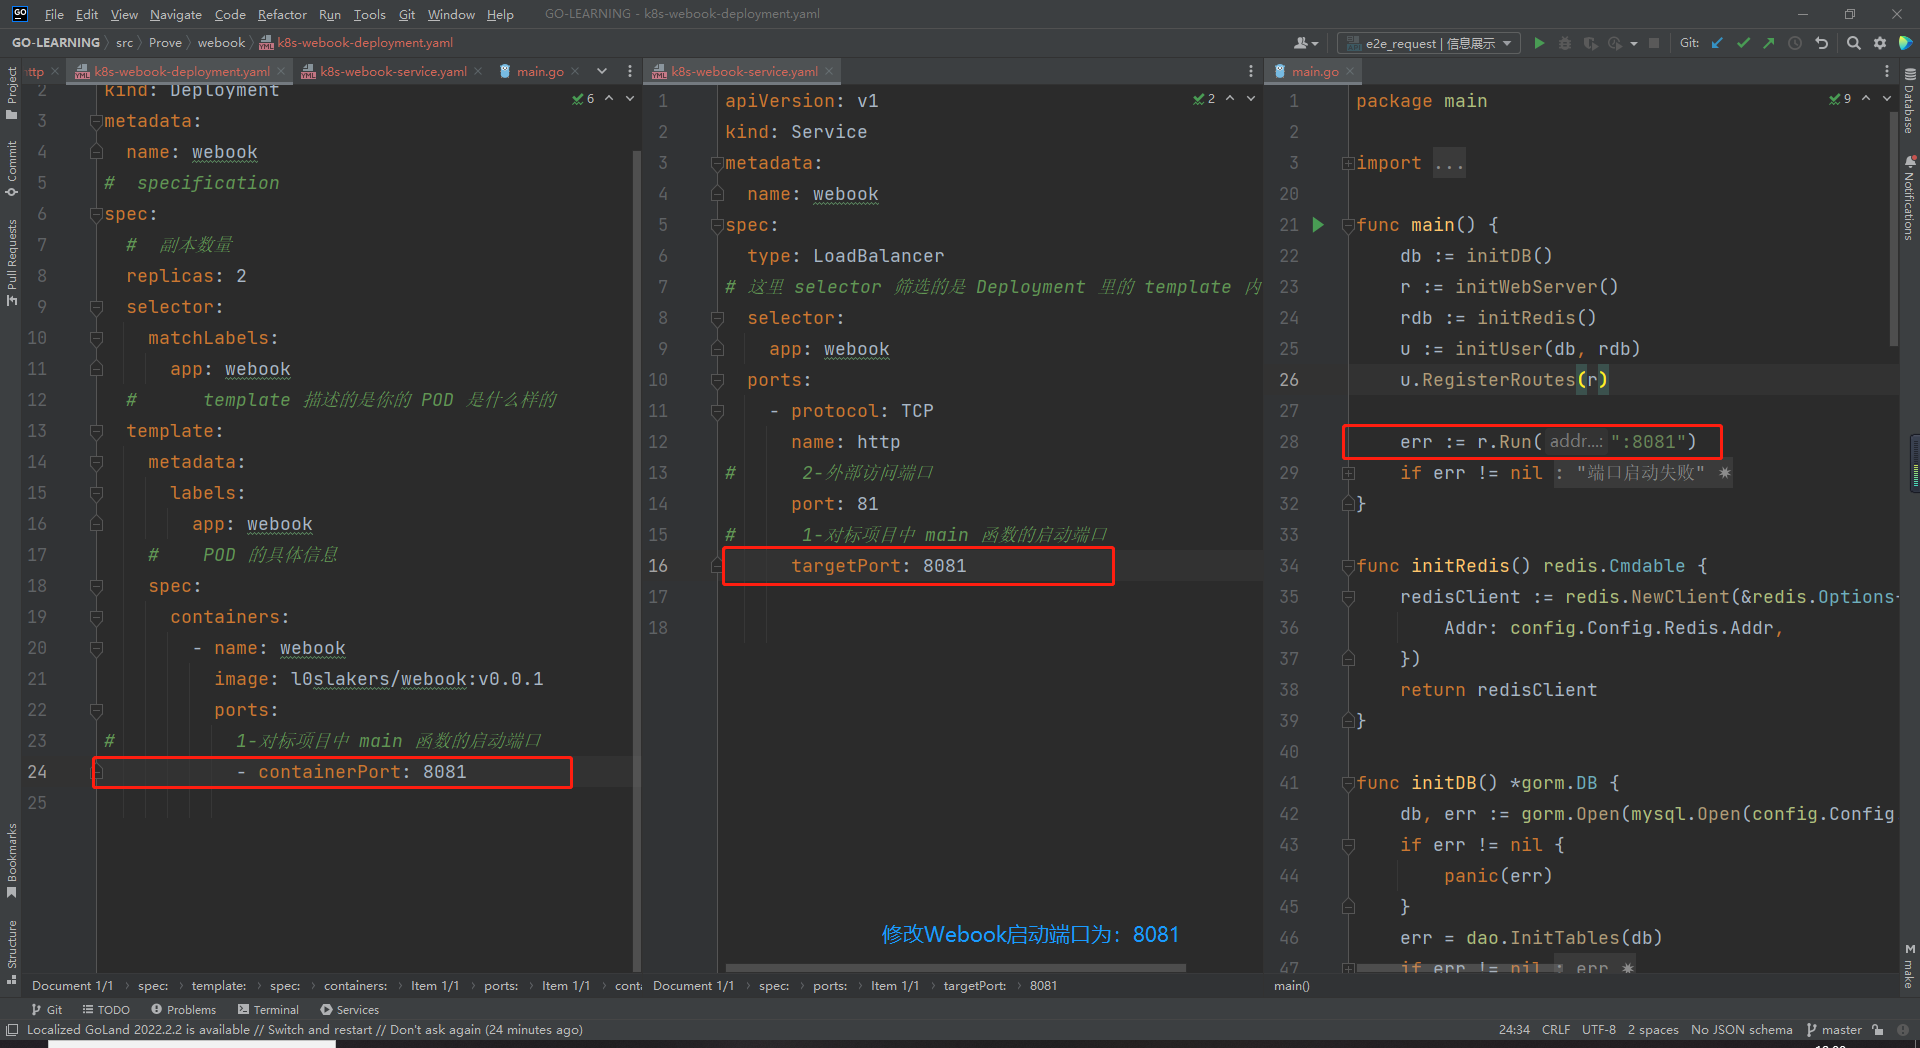 File Edit View Navigate Code Refactor Run Tools Git Window Help GO-LEARNING - k8s-webook-deployment.yaml
GO-LEARNING src Prove webook k8s-webook-deployment.yaml e2e_request | 信息展示 Git:
ttp k8s-webook-deployment.yaml k8s-webook-service.yaml main.go
Project
Commit
Pull Requests
Bookmarks
Structure
6
2 kind: Deployment
3 metadata:
4 name: webook
5 # specification
6 spec:
7 # 副本数量
8 replicas: 2
9 selector:
10 matchLabels:
11 app: webook
12 # template 描述的是你的 POD 是什么样的
13 template:
14 metadata:
15 labels:
16 app: webook
17 # POD 的具体信息
18 spec:
19 containers:
20 - name: webook
21 image: l0slakers/webook:v0.0.1
22 ports:
23 # 1-对标项目中 main 函数的启动端口
24 - containerPort: 8081
25
k8s-webook-service.yaml
2
1 apiVersion: v1
2 kind: Service
3 metadata:
4 name: webook
5 spec:
6 type: LoadBalancer
7 # 这里 selector 筛选的是 Deployment 里的 template 内
8 selector:
9 app: webook
10 ports:
11 - protocol: TCP
12 name: http
13 # 2-外部访问端口
14 port: 81
15 # 1-对标项目中 main 函数的启动端口
16 targetPort: 8081
17
18
修改Webook启动端口为：8081
main.go
9
1 package main
2
3 import ...
20
21 func main() {
22 db := initDB()
23 r := initWebServer()
24 rdb := initRedis()
25 u := initUser(db, rdb)
26 u.RegisterRoutes(r)
27
28 err := r.Run( addr...: ":8081")
29 if err != nil : "端口启动失败"
32 }
33
34 func initRedis() redis.Cmdable {
35 redisClient := redis.NewClient(&redis.Options
36 Addr: config.Config.Redis.Addr,
37 })
38 return redisClient
39 }
40
41 func initDB() *gorm.DB {
42 db, err := gorm.Open(mysql.Open(config.Config
43 if err != nil {
44 panic(err)
45 }
46 err = dao.InitTables(db)
47 if err != nil : err
Database
Notifications
make
Document 1/1 spec: template: spec: containers: Item 1/1 ports: Item 1/1 conta
Document 1/1 spec: ports: Item 1/1 targetPort: 8081
main()
Git TODO Problems Terminal Services
Localized GoLand 2022.2.2 is available // Switch and restart // Don't ask again (24 minutes ago) 24:34 CRLF UTF-8 2 spaces No JSON schema master